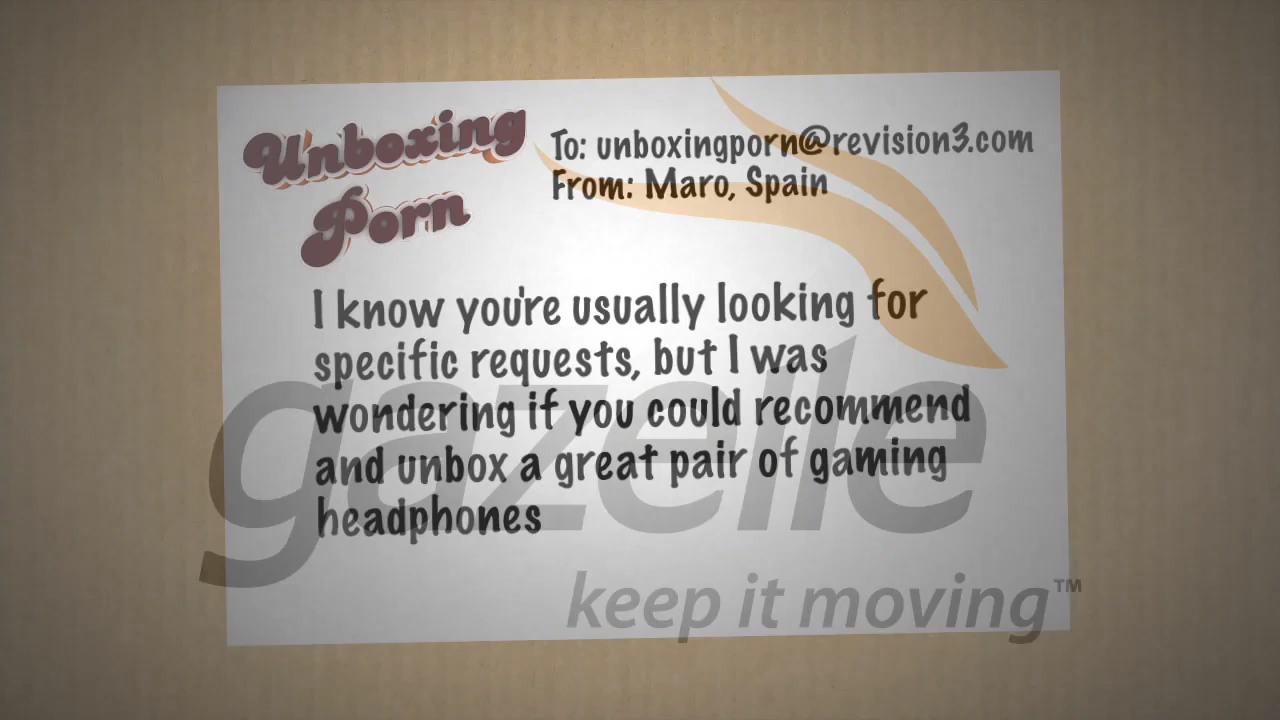 Unboxing
Porn
To: unboxingporn@revision3.com
From: Maro, Spain
I know you're usually looking for
specific requests, but I was
wondering if you could recommend
and unbox a great pair of gaming
headphones
gazelle
keep it moving™